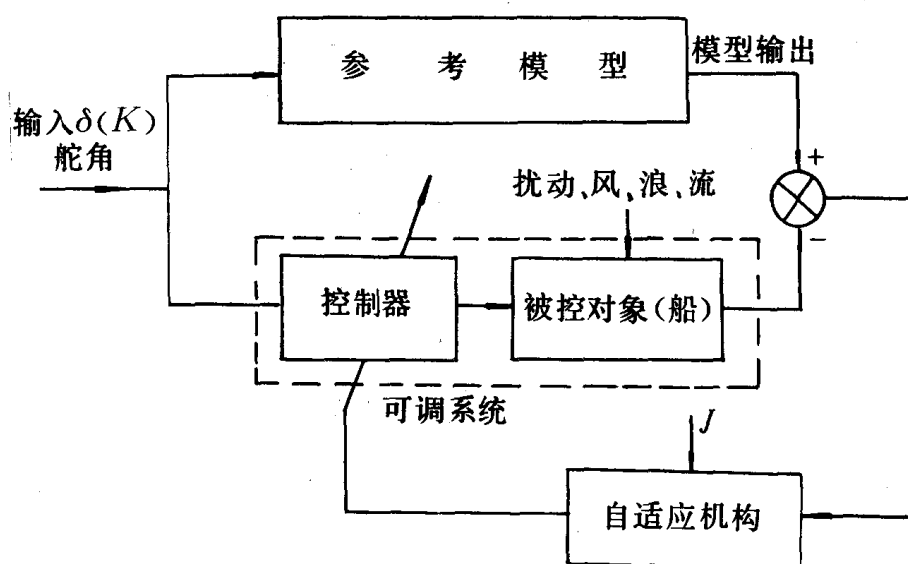 参考模型
模型输出
输入δ(K)
舵角
+
扰动、风、浪、流
−
控制器
被控对象(船)
可调系统
J
自适应机构